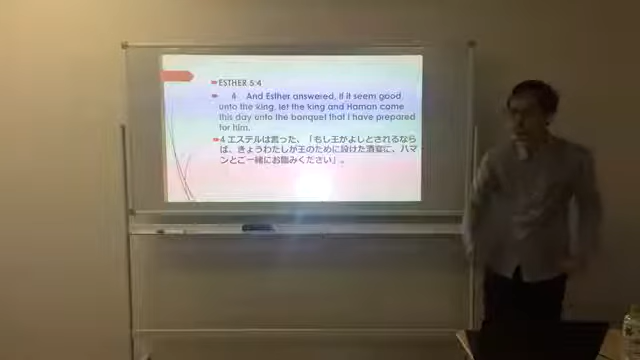 ESTHER 5:4
4 And Esther answered, If it seem good
unto the king, let the king and Haman come
this day unto the banquet that I have prepared
for him.
4 エステルは言った、「もし王がよしとされるなら
ば、きょうわたしが王のために設けた酒宴に、ハマ
ンとご一緒にお臨みください」。